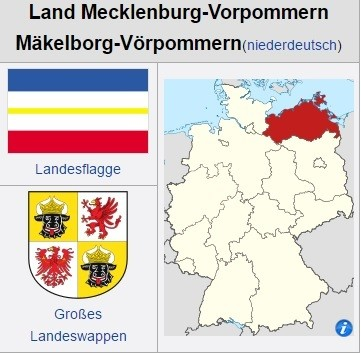 Land Mecklenburg-Vorpommern
Mäkelborg-Vörpommern(niederdeutsch)
Landesflagge
Großes
Landeswappen
i